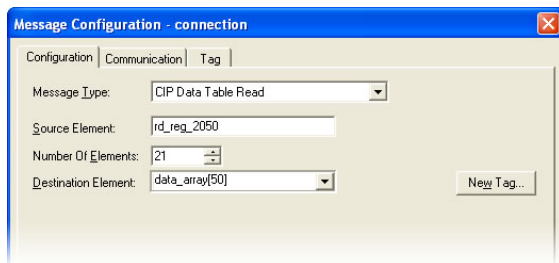 Message Configuration - connection
Configuration Communication Tag
Message Type: CIP Data Table Read
Source Element: rd_reg_2050
Number Of Elements: 21
Destination Element: data_array[50] New Tag...